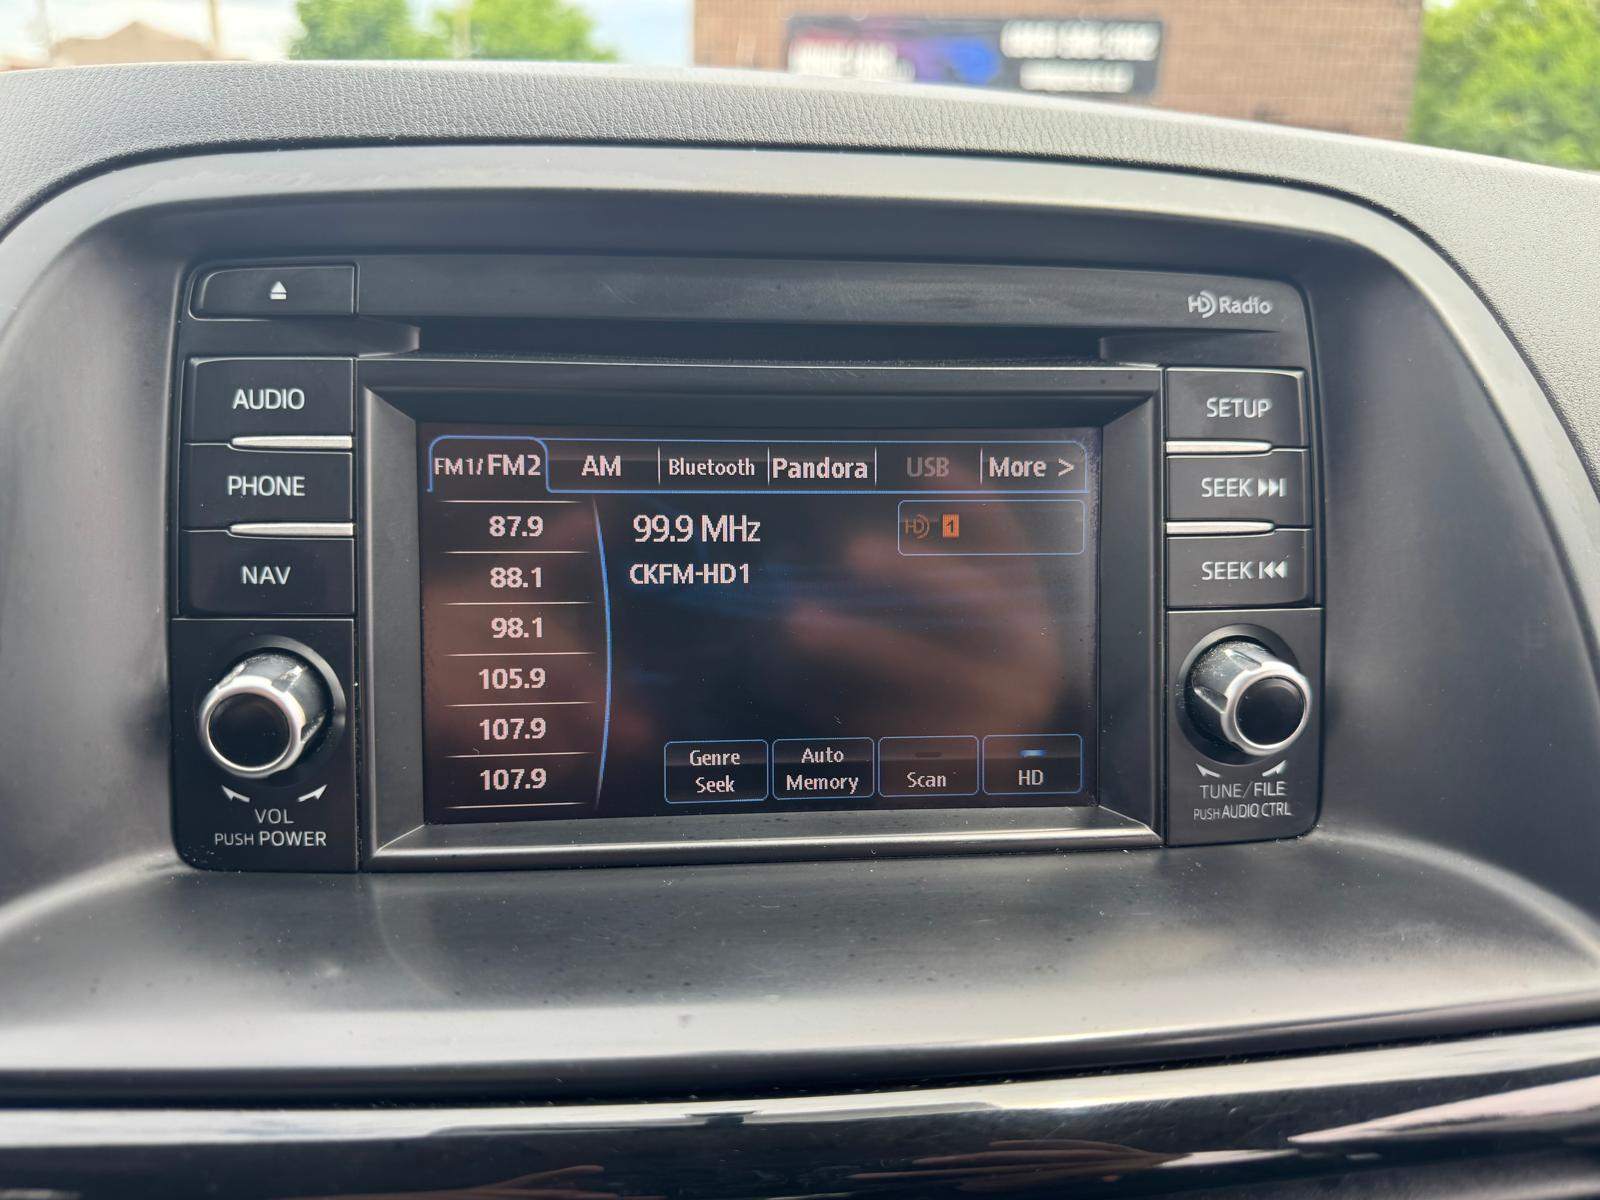 HD Radio
AUDIO
PHONE
NAV
VOL
PUSH POWER
FM1/FM2 AM Bluetooth Pandora USB More >
87.9
88.1
98.1
105.9
107.9
107.9
99.9 MHz
HD 1
CKFM-HD1
Genre Seek
Auto Memory
Scan
HD
SETUP
SEEK
SEEK
TUNE/FILE
PUSH AUDIO CTRL